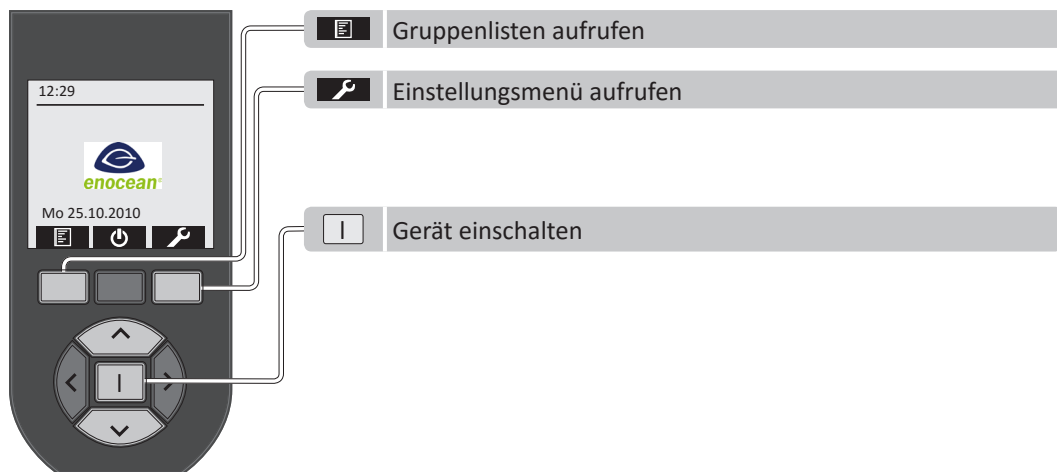 Gruppenlisten aufrufen
Einstellungsmenü aufrufen
12:29
enocean®
Mo 25.10.2010
I Gerät einschalten
I